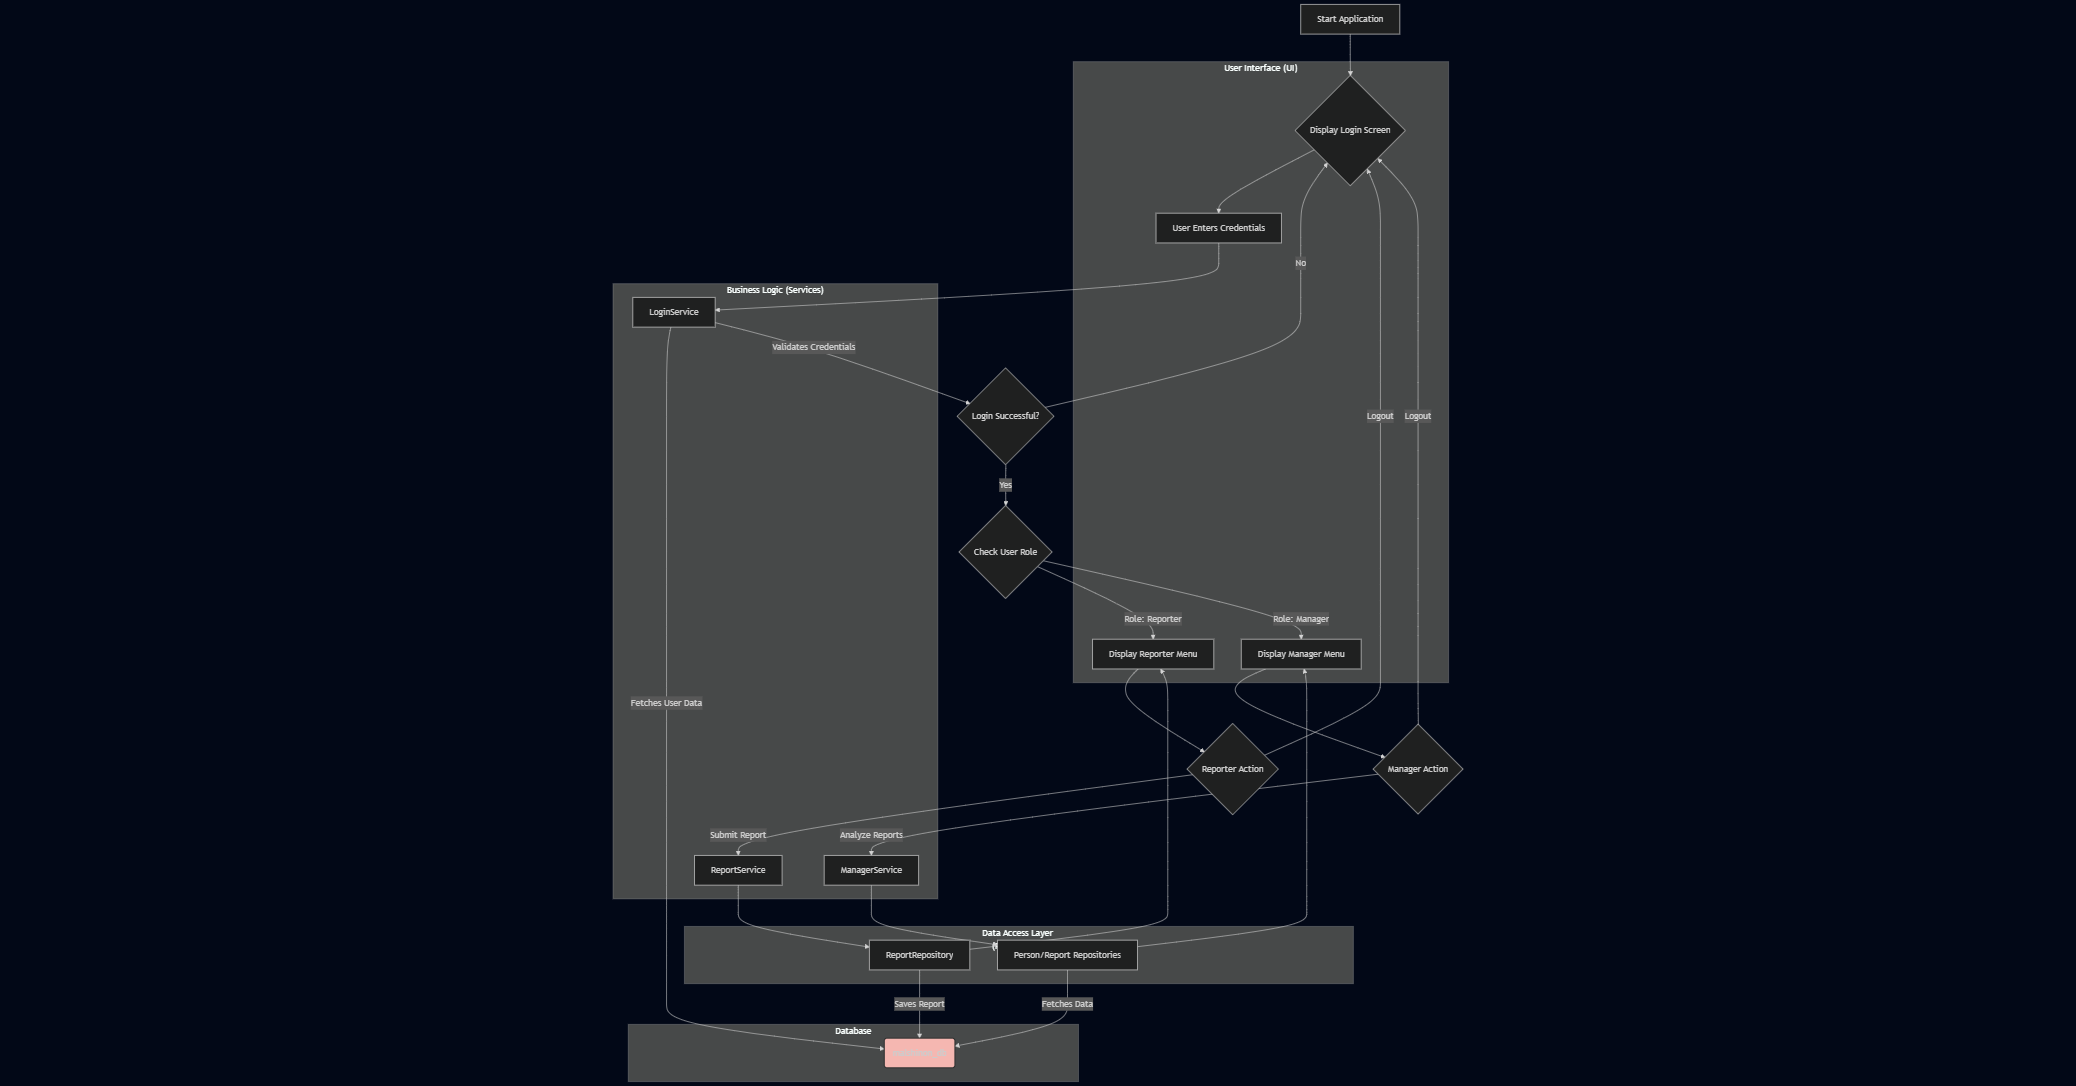 Start Application
User Interface (UI)
Display Login Screen
User Enters Credentials
No
Business Logic (Services)
LoginService
Validates Credentials
Login Successful?
Logout
Logout
Yes
Check User Role
Role: Reporter
Role: Manager
Display Reporter Menu
Display Manager Menu
Fetches User Data
Reporter Action
Manager Action
Submit Report
Analyze Reports
ReportService
ManagerService
Data Access Layer
ReportRepository
Person/Report Repositories
Saves Report
Fetches Data
Database